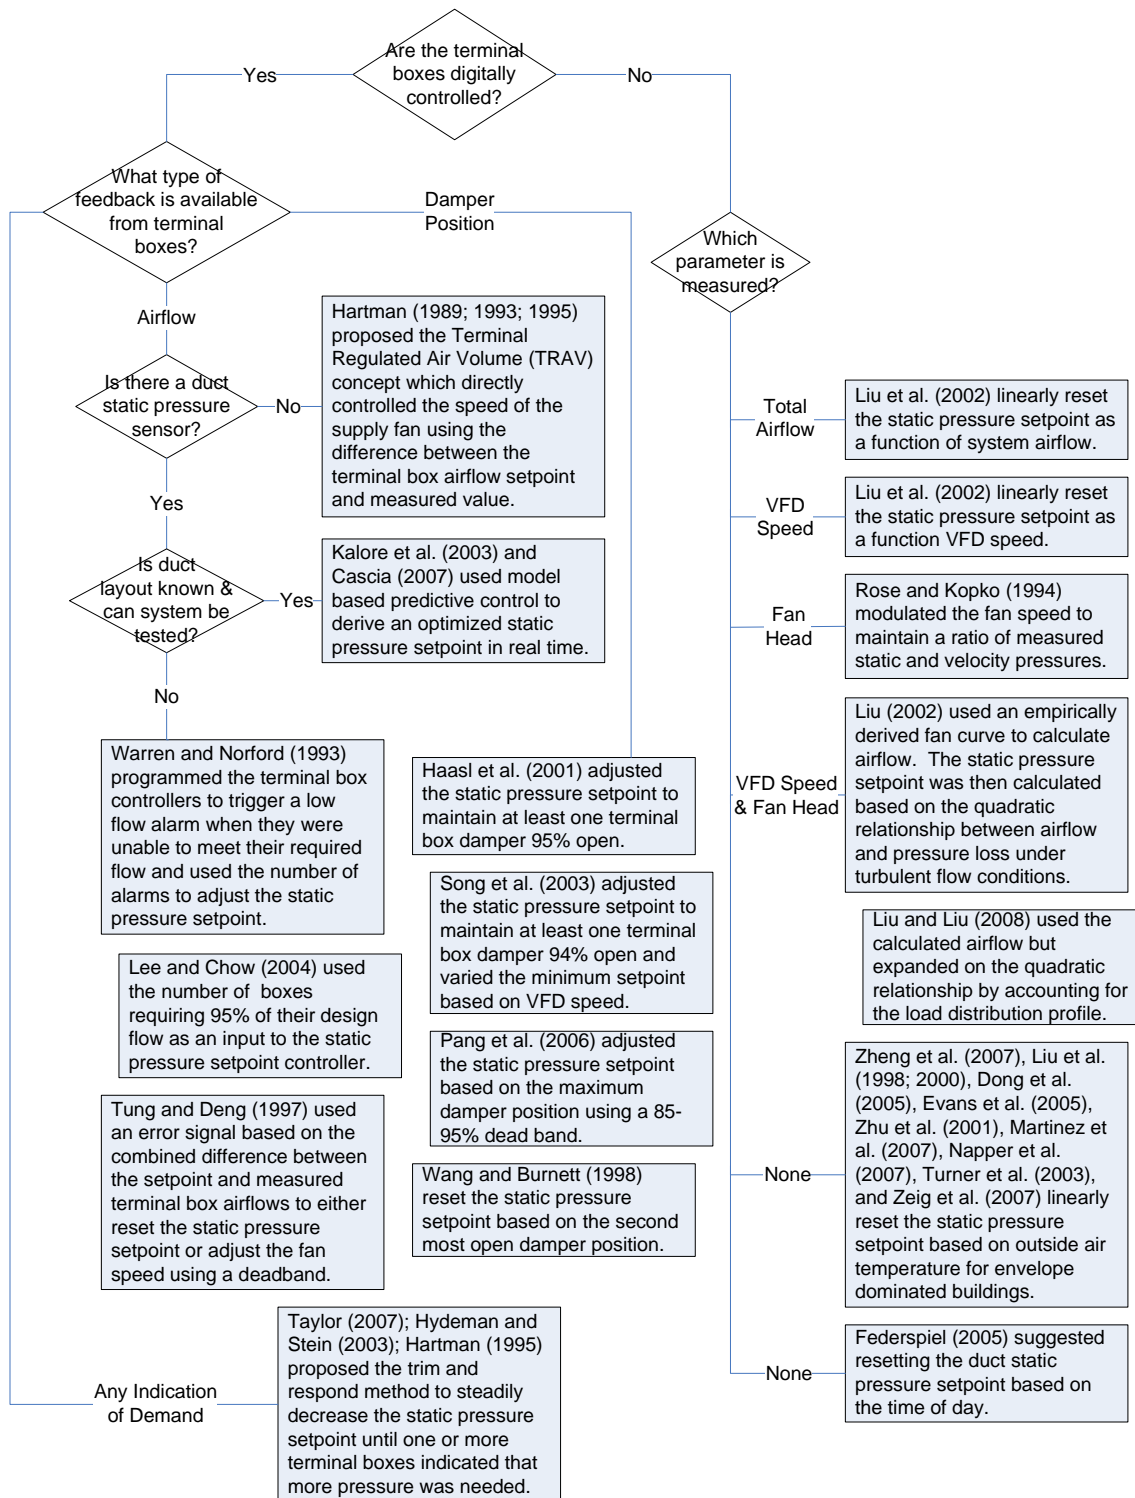 Are the terminal
boxes digitally
controlled?
Yes
No
What type of
feedback is available
from terminal
boxes?
Damper
Position
Which
parameter is
measured?
Airflow
Is there a duct
static pressure
sensor?
No
Hartman (1989; 1993; 1995)
proposed the Terminal
Regulated Air Volume (TRAV)
concept which directly
controlled the speed of the
supply fan using the
difference between the
terminal box airflow setpoint
and measured value.
Yes
Is duct
layout known &
can system be
tested?
Yes
Kalore et al. (2003) and
Cascia (2007) used model
based predictive control to
derive an optimized static
pressure setpoint in real time.
No
Warren and Norford (1993)
programmed the terminal box
controllers to trigger a low
flow alarm when they were
unable to meet their required
flow and used the number of
alarms to adjust the static
pressure setpoint.
Lee and Chow (2004) used
the number of  boxes
requiring 95% of their design
flow as an input to the static
pressure setpoint controller.
Tung and Deng (1997) used
an error signal based on the
combined difference between
the setpoint and measured
terminal box airflows to either
reset the static pressure
setpoint or adjust the fan
speed using a deadband.
Haasl et al. (2001) adjusted
the static pressure setpoint to
maintain at least one terminal
box damper 95% open.
Song et al. (2003) adjusted
the static pressure setpoint to
maintain at least one terminal
box damper 94% open and
varied the minimum setpoint
based on VFD speed.
Pang et al. (2006) adjusted
the static pressure setpoint
based on the maximum
damper position using a 85-
95% dead band.
Wang and Burnett (1998)
reset the static pressure
setpoint based on the second
most open damper position.
Any Indication
of Demand
Taylor (2007); Hydeman and
Stein (2003); Hartman (1995)
proposed the trim and
respond method to steadily
decrease the static pressure
setpoint until one or more
terminal boxes indicated that
more pressure was needed.
Total
Airflow
Liu et al. (2002) linearly reset
the static pressure setpoint as
a function of system airflow.
VFD
Speed
Liu et al. (2002) linearly reset
the static pressure setpoint as
a function VFD speed.
Fan
Head
Rose and Kopko (1994)
modulated the fan speed to
maintain a ratio of measured
static and velocity pressures.
VFD Speed
& Fan Head
Liu (2002) used an empirically
derived fan curve to calculate
airflow.  The static pressure
setpoint was then calculated
based on the quadratic
relationship between airflow
and pressure loss under
turbulent flow conditions.
Liu and Liu (2008) used the
calculated airflow but
expanded on the quadratic
relationship by accounting for
the load distribution profile.
None
Zheng et al. (2007), Liu et al.
(1998; 2000), Dong et al.
(2005), Evans et al. (2005),
Zhu et al. (2001), Martinez et
al. (2007), Napper et al.
(2007), Turner et al. (2003),
and Zeig et al. (2007) linearly
reset the static pressure
setpoint based on outside air
temperature for envelope
dominated buildings.
None
Federspiel (2005) suggested
resetting the duct static
pressure setpoint based on
the time of day.